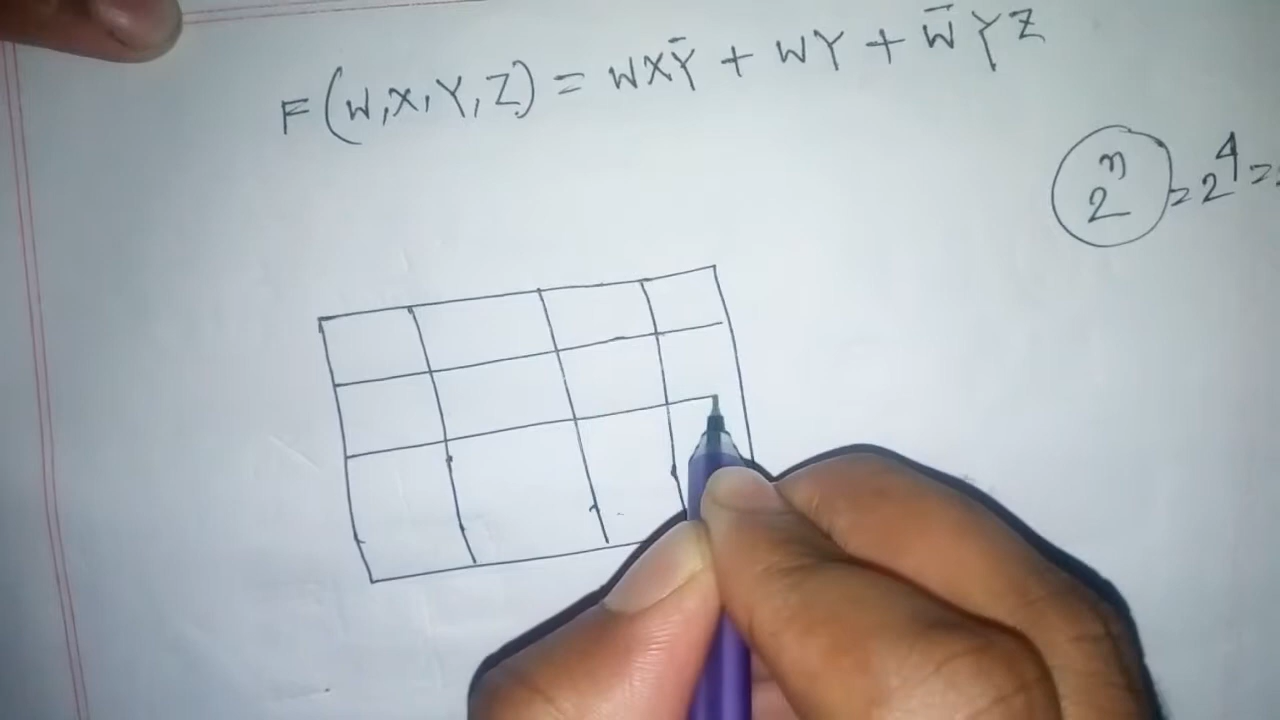 F(W,X,Y,Z) = WXȲ + WY + W̄YZ
2ⁿ = 2⁴ =